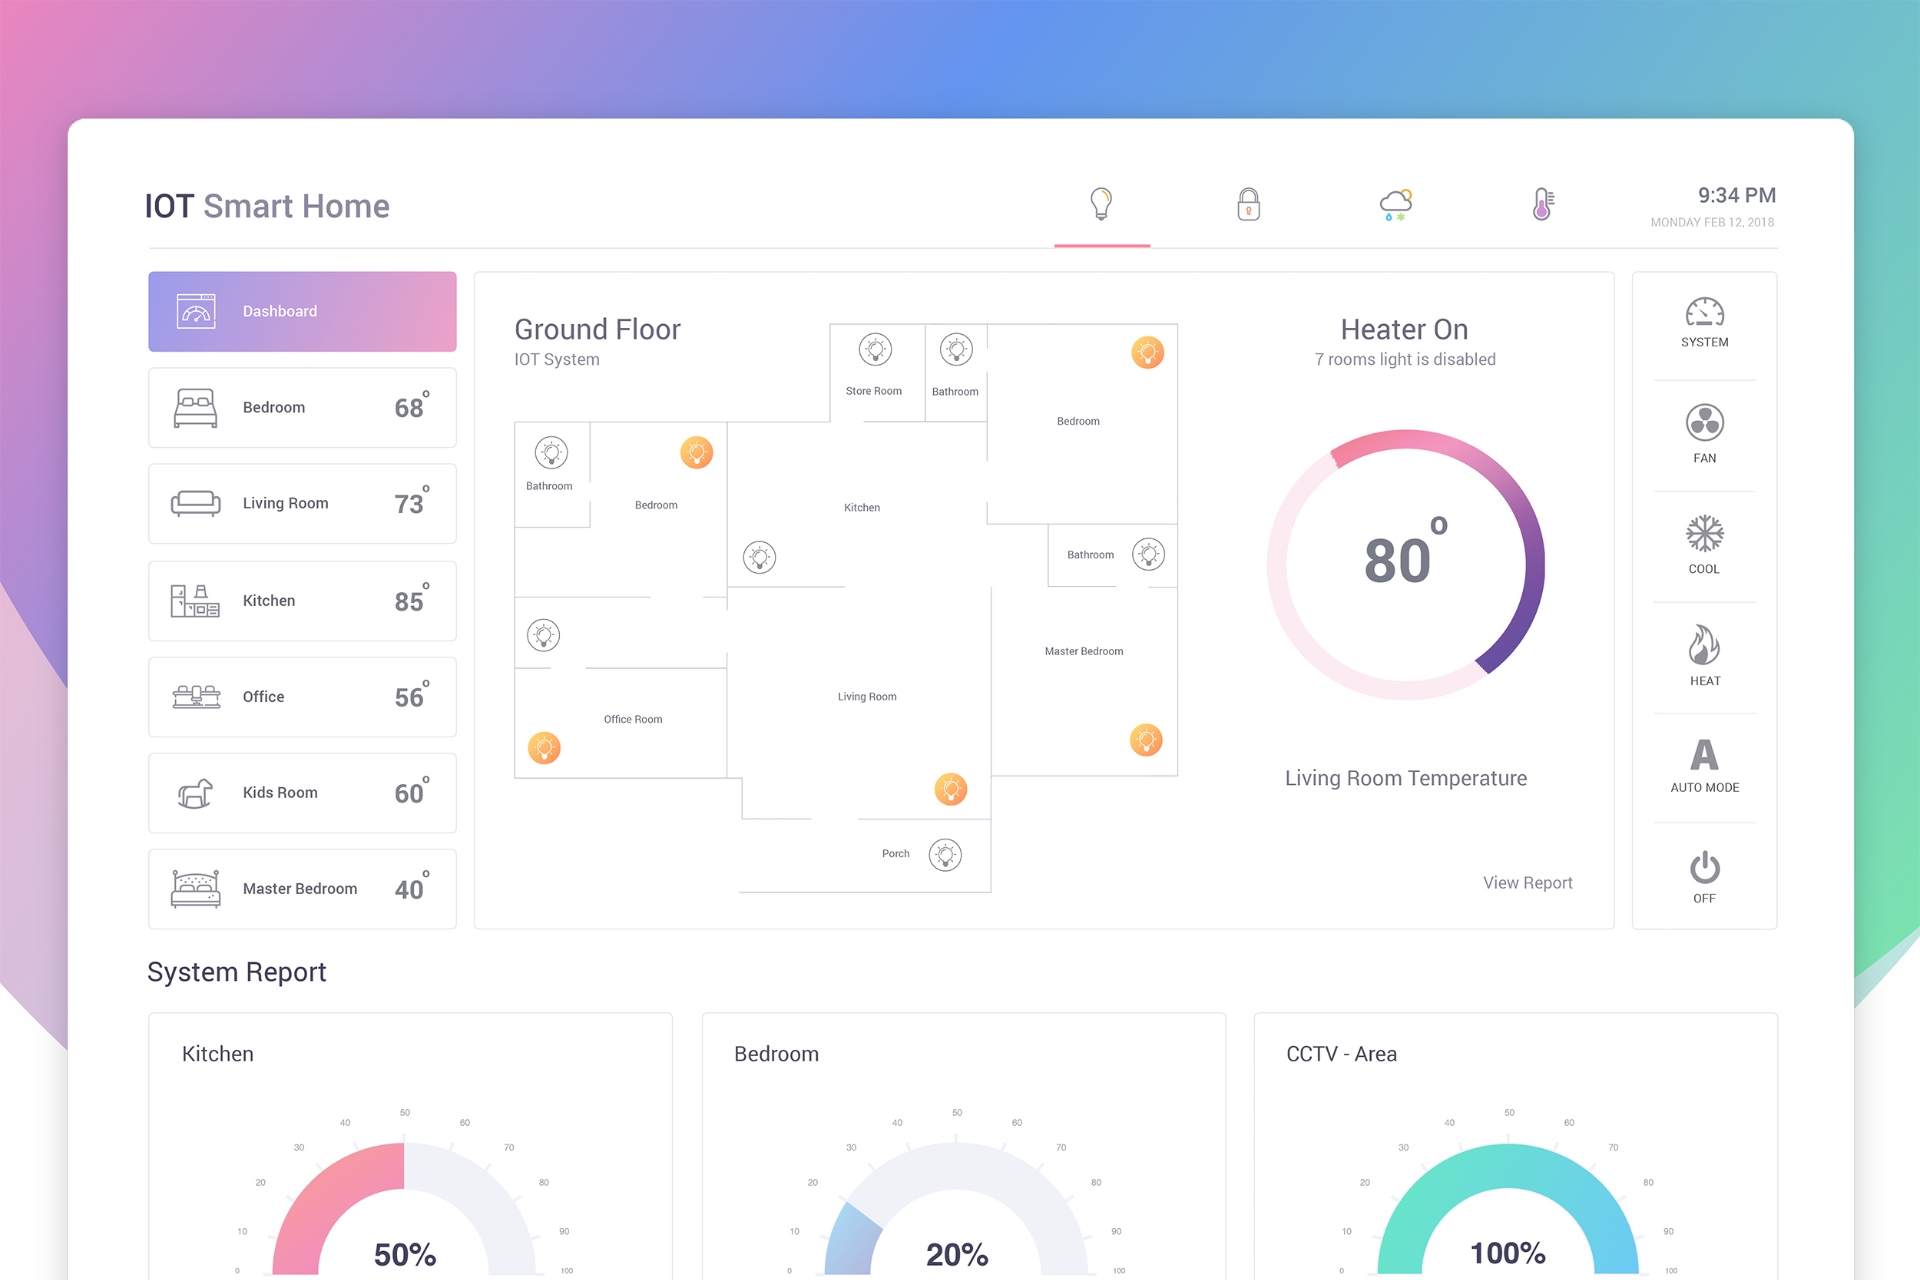 IOT Smart Home
9:34 PM
MONDAY FEB 12, 2018
Dashboard
Bedroom 68°
Living Room 73°
Kitchen 85°
Office 56°
Kids Room 60°
Master Bedroom 40°
Ground Floor
IOT System
Store Room
Bathroom
Bedroom
Bathroom
Bedroom
Kitchen
Bathroom
Master Bedroom
Living Room
Office Room
Porch
Heater On
7 rooms light is disabled
80°
Living Room Temperature
View Report
SYSTEM
FAN
COOL
HEAT
A
AUTO MODE
OFF
System Report
Kitchen
0
10
20
30
40
50
60
70
80
90
100
50%
Bedroom
0
10
20
30
40
50
60
70
80
90
100
20%
CCTV - Area
0
10
20
30
40
50
60
70
80
90
100
100%